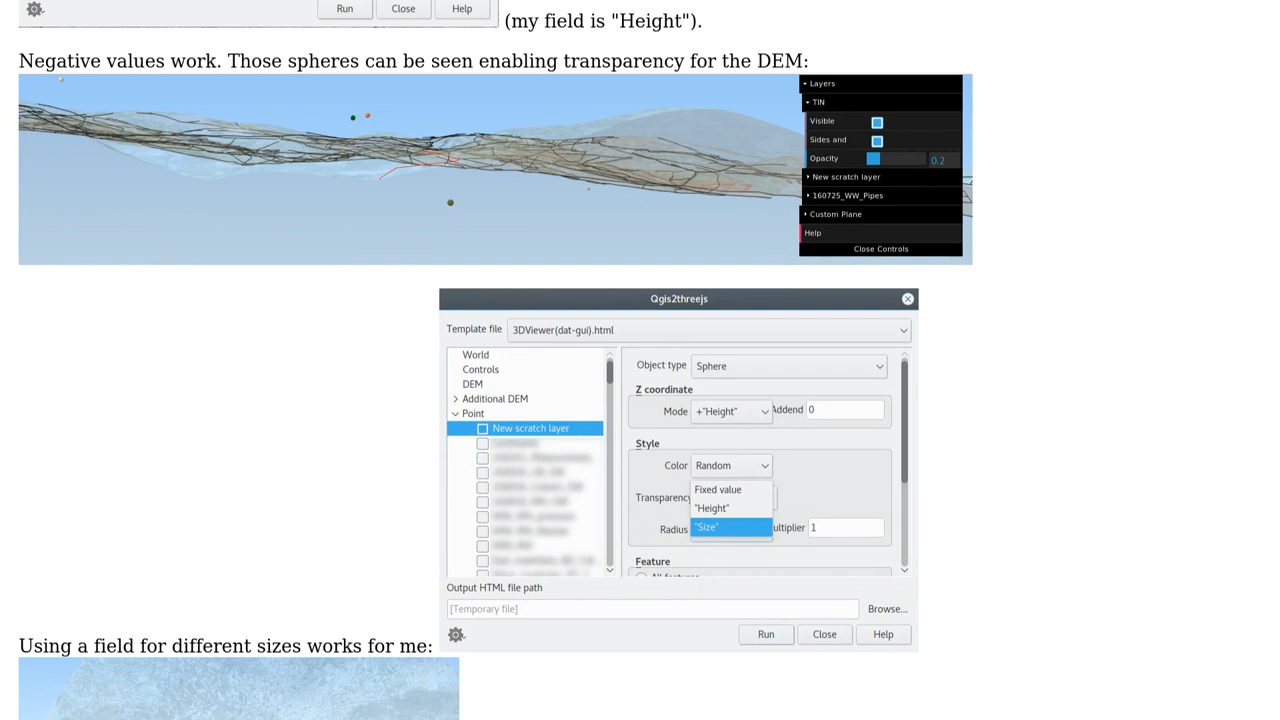 Run Close Help
(my field is "Height").
Negative values work. Those spheres can be seen enabling transparency for the DEM:
Layers
TIN
Visible
Sides and
Opacity 0.2
New scratch layer
160725_WW_Pipes
Custom Plane
Help
Close Controls
Qgis2threejs
Template file 3DViewer(dat-gui).html
World
Controls
DEM
Additional DEM
Point
New scratch layer
Object type Sphere
Z coordinate
Mode +"Height" Addend 0
Style
Color Random
Fixed value
Transparency "Height"
Radius "Size" ultiplier 1
Feature
All features
Output HTML file path
[Temporary file] Browse...
Run Close Help
Using a field for different sizes works for me: